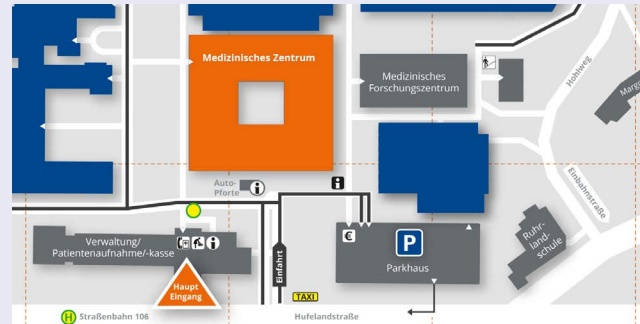 Medizinisches Zentrum
Medizinisches
Forschungszentrum
Hohlweg
Auto-
Pforte
i
i
Einbahnstraße
Ruhr-
land-
schule
Verwaltung/
Patientenaufnahme/-kasse
i
Einfahrt
€
P
Parkhaus
Haupt
Eingang
TAXI
H Straßenbahn 106
Hufelandstraße